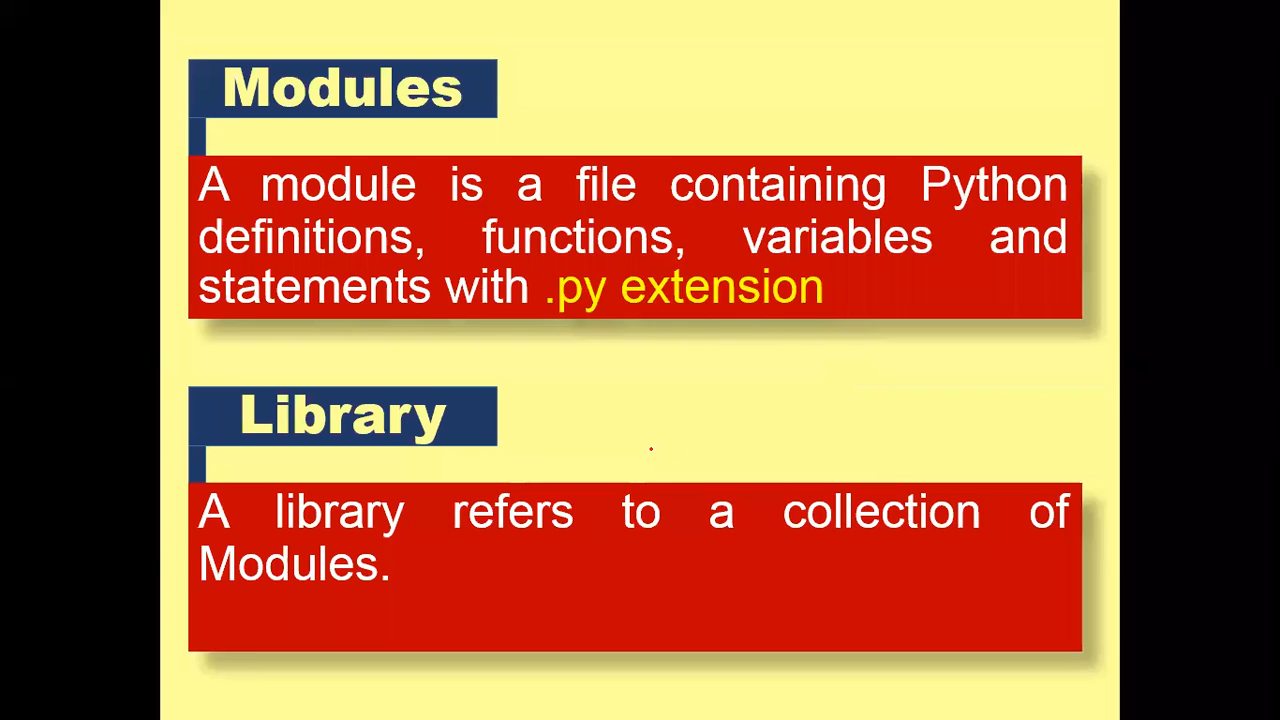 Modules
A module is a file containing Python
definitions, functions, variables and
statements with .py extension
Library
A library refers to a collection of
Modules.